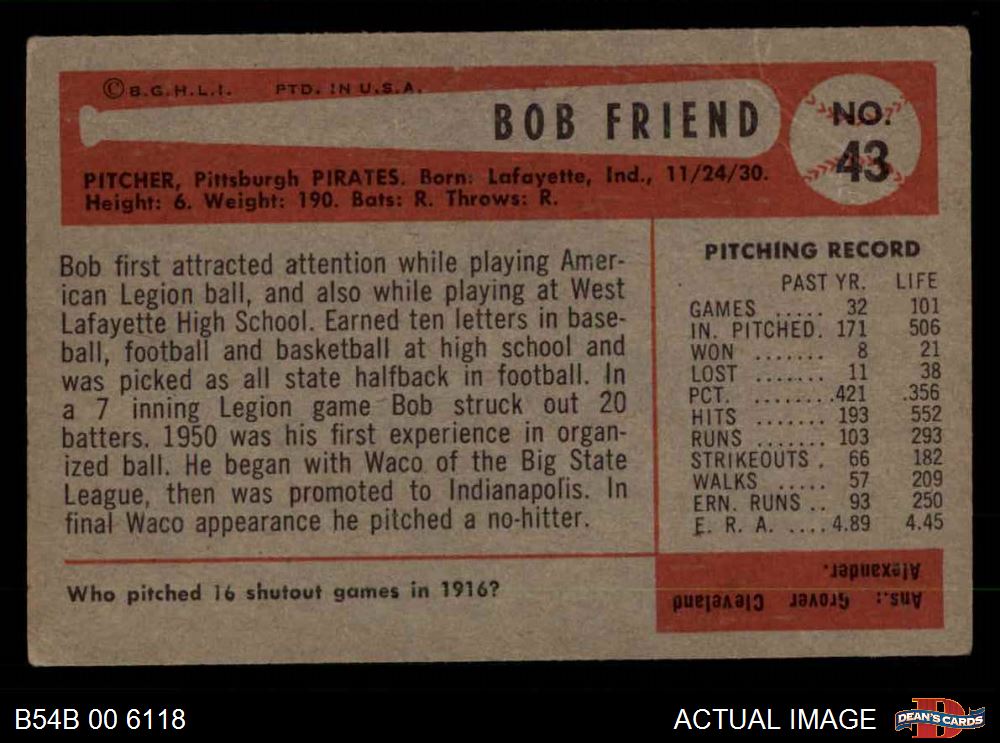 ©B.G.H.L.I. PTD. IN U.S.A.
BOB FRIEND
NO.
43
PITCHER, Pittsburgh PIRATES. Born: Lafayette, Ind., 11/24/30.
Height: 6. Weight: 190. Bats: R. Throws: R.
Bob first attracted attention while playing Amer-
ican Legion ball, and also while playing at West
Lafayette High School. Earned ten letters in base-
ball, football and basketball at high school and
was picked as all state halfback in football. In
a 7 inning Legion game Bob struck out 20
batters. 1950 was his first experience in organ-
ized ball. He began with Waco of the Big State
League, then was promoted to Indianapolis. In
final Waco appearance he pitched a no-hitter.
PITCHING RECORD
PAST YR. LIFE
GAMES ..... 32 101
IN. PITCHED. 171 506
WON ....... 8 21
LOST ....... 11 38
PCT. ........421 .356
HITS ....... 193 552
RUNS ....... 103 293
STRIKEOUTS . 66 182
WALKS ..... 57 209
ERN. RUNS .. 93 250
E. R. A. ....4.89 4.45
Who pitched 16 shutout games in 1916?
Ans.: Grover Cleveland
Alexander.
B54B 00 6118
ACTUAL IMAGE
D
DEAN'S CARDS